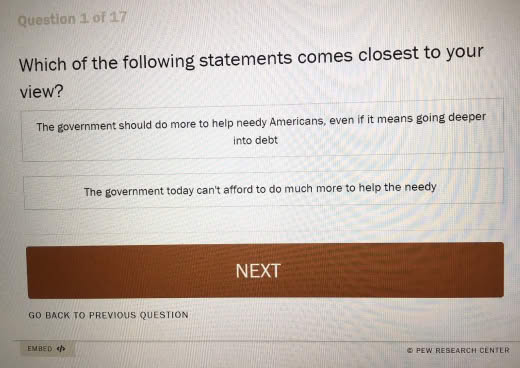 Question 1 of 17
Which of the following statements comes closest to your
view?
The government should do more to help needy Americans, even if it means going deeper
into debt
The government today can't afford to do much more to help the needy
NEXT
GO BACK TO PREVIOUS QUESTION
EMBED </>
© PEW RESEARCH CENTER